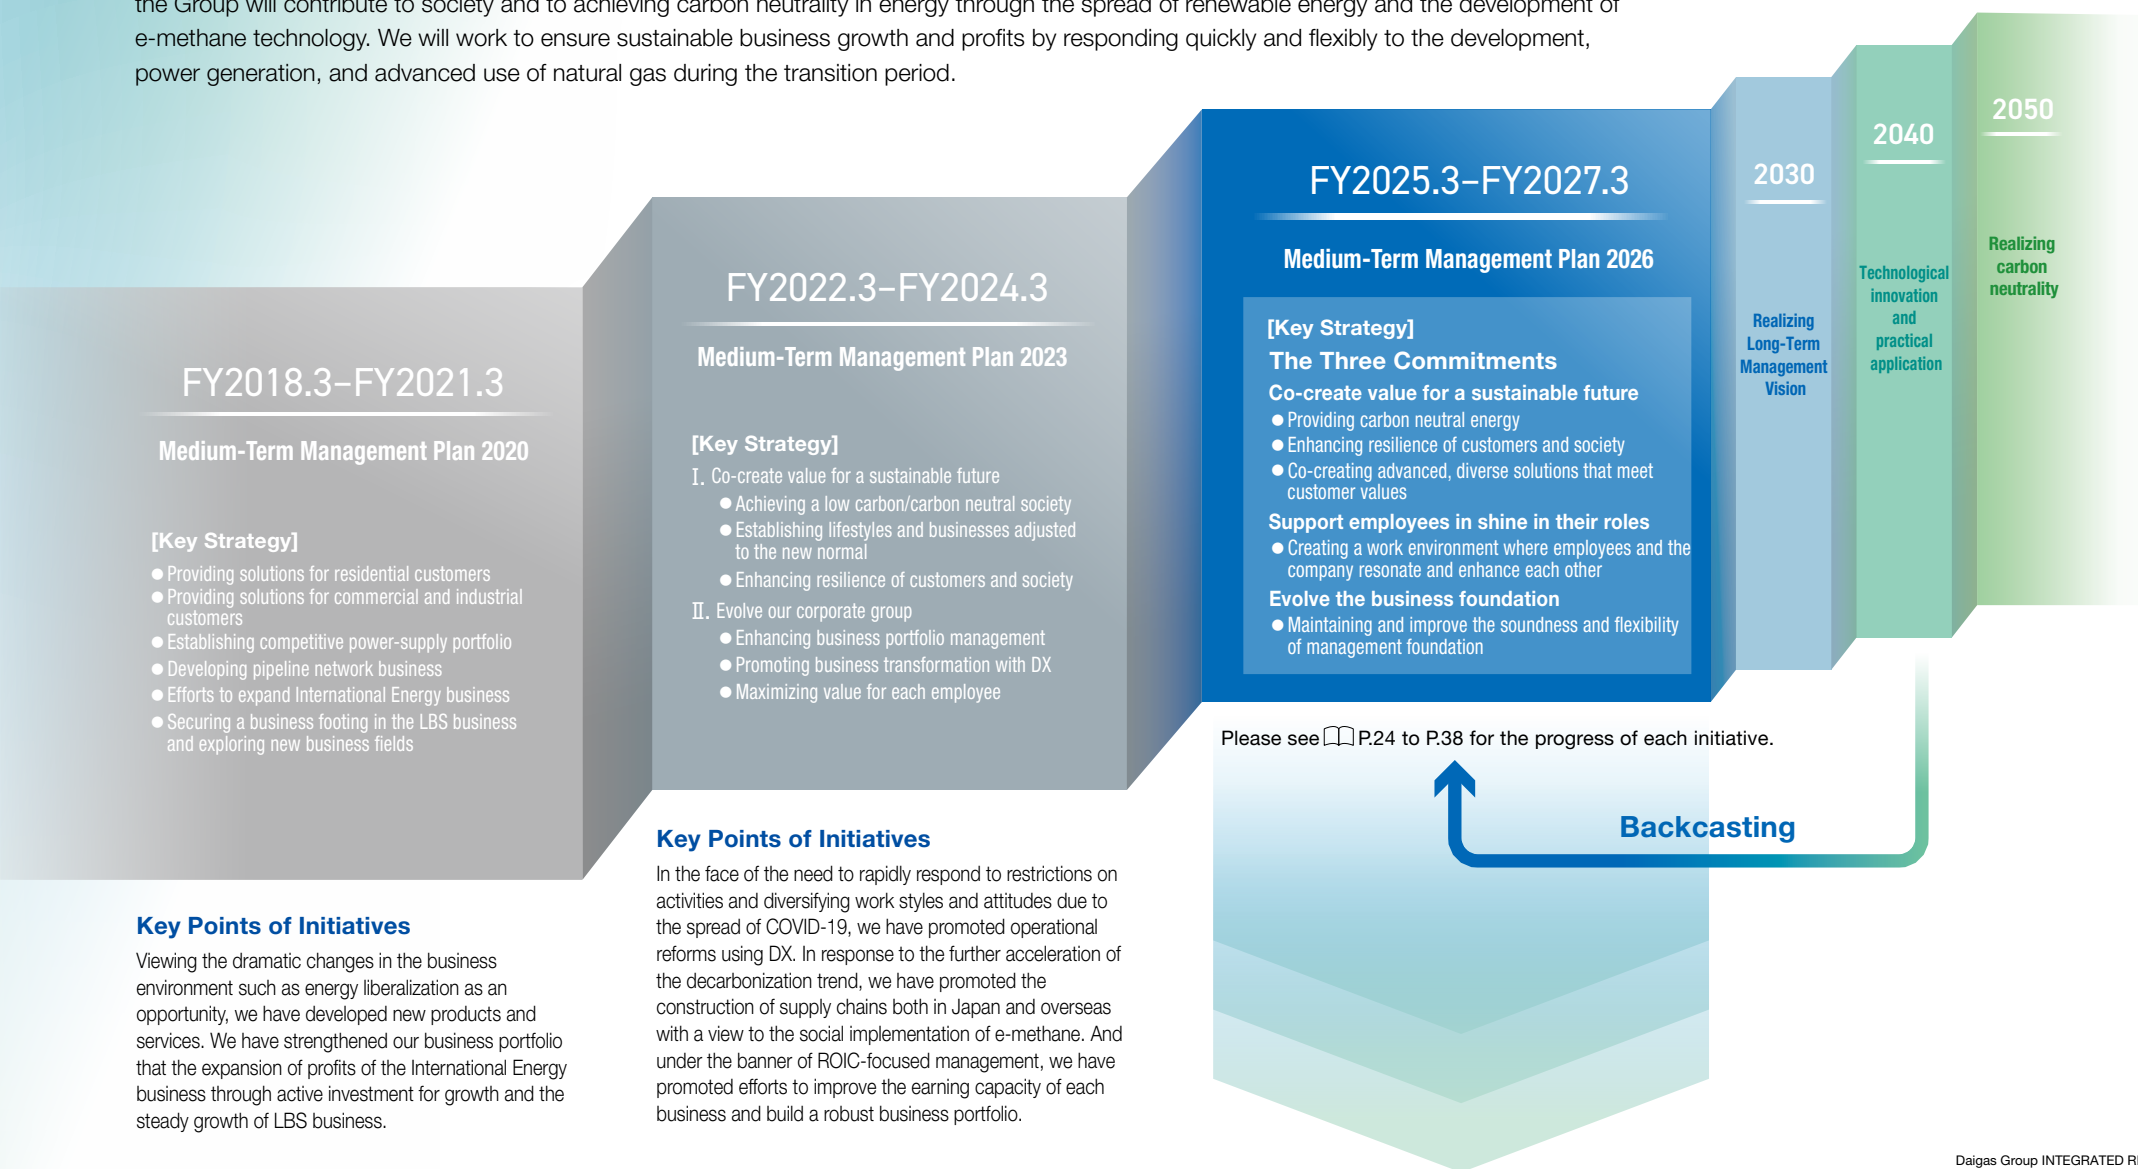 the Group will contribute to society and to achieving carbon neutrality in energy through the spread of renewable energy and the development of
e-methane technology. We will work to ensure sustainable business growth and profits by responding quickly and flexibly to the development,
power generation, and advanced use of natural gas during the transition period.
FY2018.3–FY2021.3
Medium-Term Management Plan 2020
[Key Strategy]
● Providing solutions for residential customers
● Providing solutions for commercial and industrial
customers
● Establishing competitive power-supply portfolio
● Developing pipeline network business
● Efforts to expand International Energy business
● Securing a business footing in the LBS business
and exploring new business fields
Key Points of Initiatives
Viewing the dramatic changes in the business
environment such as energy liberalization as an
opportunity, we have developed new products and
services. We have strengthened our business portfolio
that the expansion of profits of the International Energy
business through active investment for growth and the
steady growth of LBS business.
FY2022.3–FY2024.3
Medium-Term Management Plan 2023
[Key Strategy]
Ⅰ. Co-create value for a sustainable future
● Achieving a low carbon/carbon neutral society
● Establishing lifestyles and businesses adjusted
to the new normal
● Enhancing resilience of customers and society
Ⅱ. Evolve our corporate group
● Enhancing business portfolio management
● Promoting business transformation with DX
● Maximizing value for each employee
Key Points of Initiatives
In the face of the need to rapidly respond to restrictions on
activities and diversifying work styles and attitudes due to
the spread of COVID-19, we have promoted operational
reforms using DX. In response to the further acceleration of
the decarbonization trend, we have promoted the
construction of supply chains both in Japan and overseas
with a view to the social implementation of e-methane. And
under the banner of ROIC-focused management, we have
promoted efforts to improve the earning capacity of each
business and build a robust business portfolio.
FY2025.3–FY2027.3
Medium-Term Management Plan 2026
[Key Strategy]
The Three Commitments
Co-create value for a sustainable future
● Providing carbon neutral energy
● Enhancing resilience of customers and society
● Co-creating advanced, diverse solutions that meet
customer values
Support employees in shine in their roles
● Creating a work environment where employees and the
company resonate and enhance each other
Evolve the business foundation
● Maintaining and improve the soundness and flexibility
of management foundation
Please see P.24 to P.38 for the progress of each initiative.
Backcasting
2030
Realizing
Long-Term
Management
Vision
2040
Technological
innovation
and
practical
application
2050
Realizing
carbon
neutrality
Daigas Group INTEGRATED